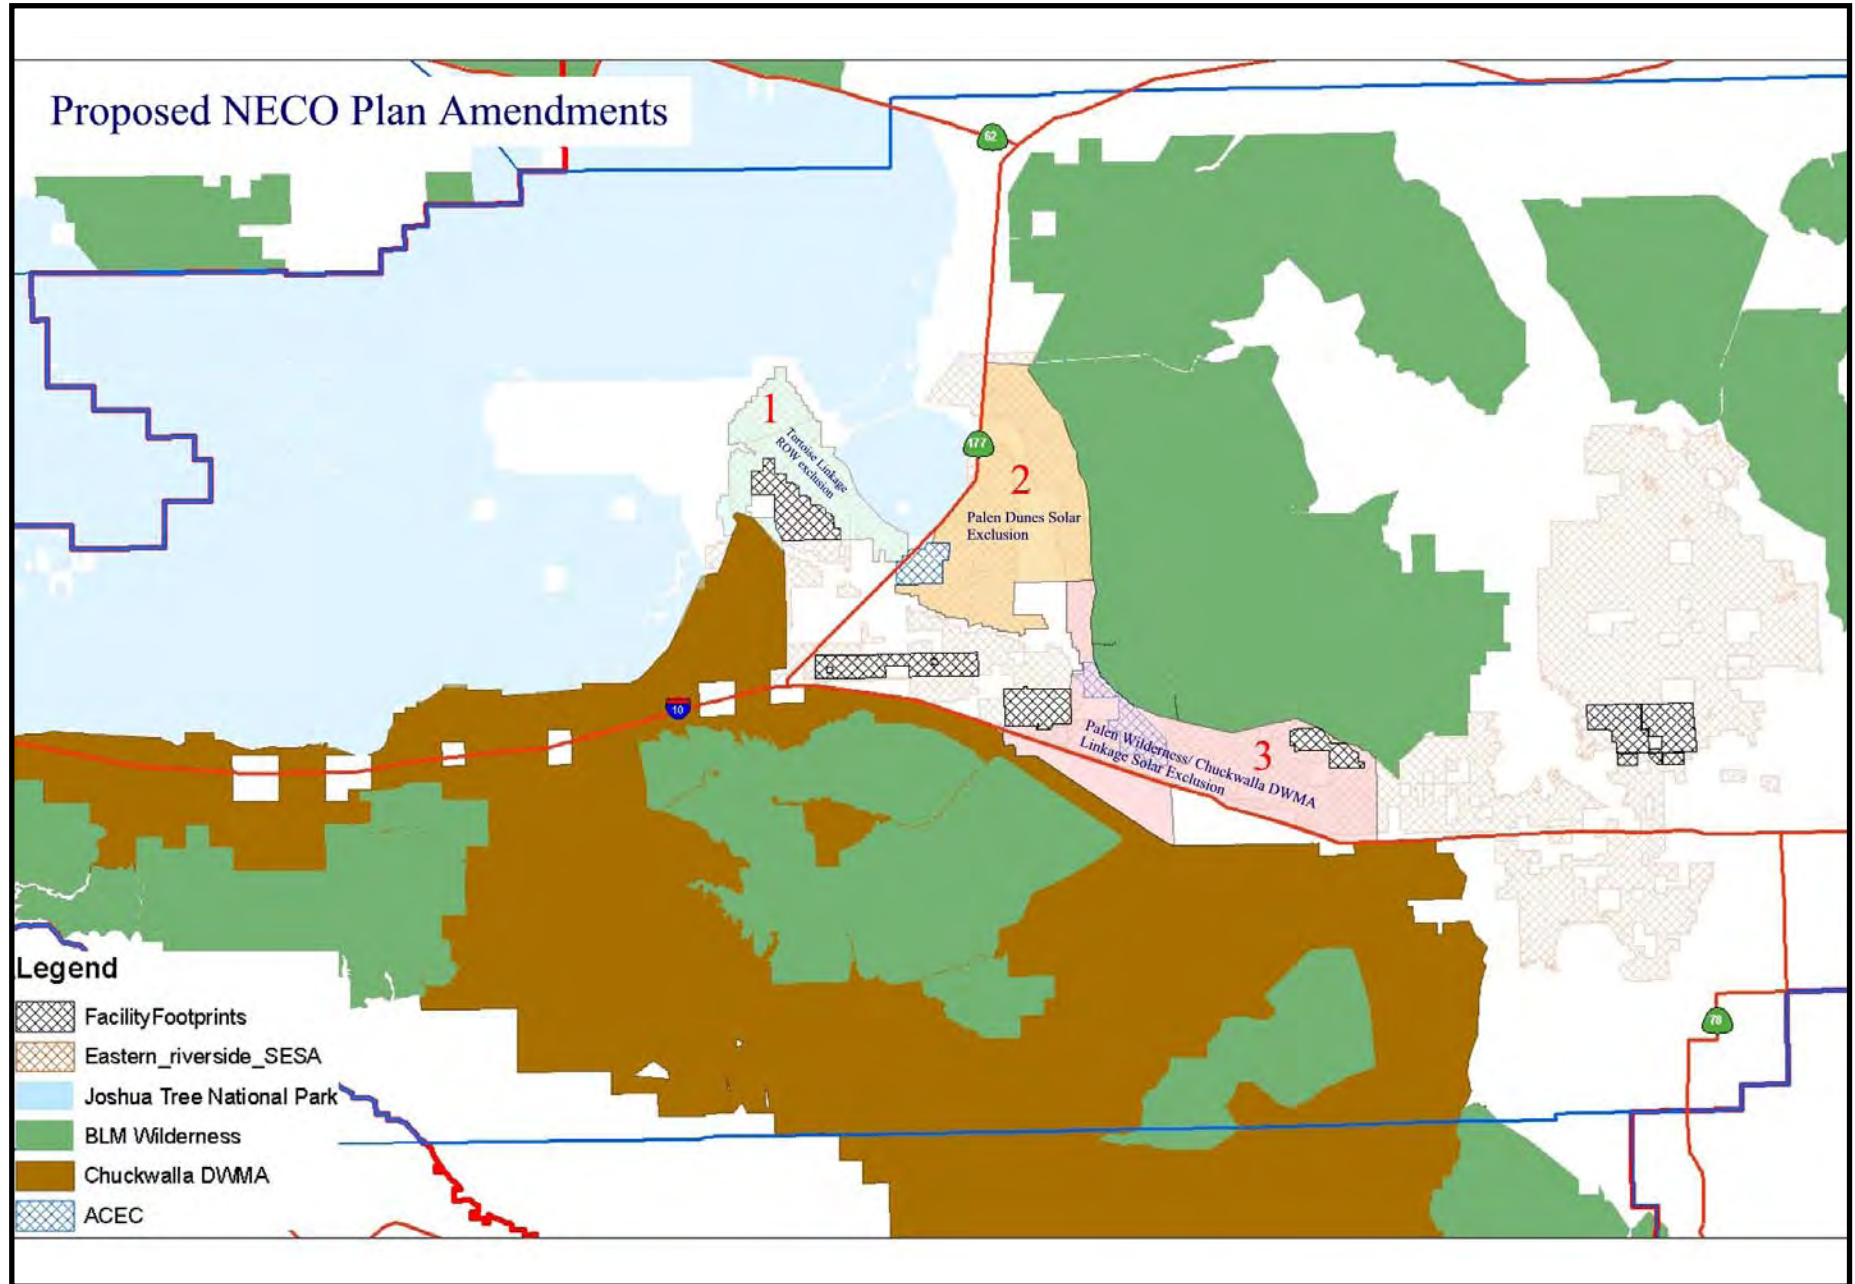 Proposed NECO Plan Amendments
62
1
Tortoise Linkage
ROW exclusion
177
2
Palen Dunes Solar
Exclusion
10
Palen Wilderness/ Chuckwalla DWMA
Linkage Solar Exclusion
3
Legend
FacilityFootprints
Eastern_riverside_SESA
Joshua Tree National Park
BLM Wilderness
Chuckwalla DWMA
ACEC
78